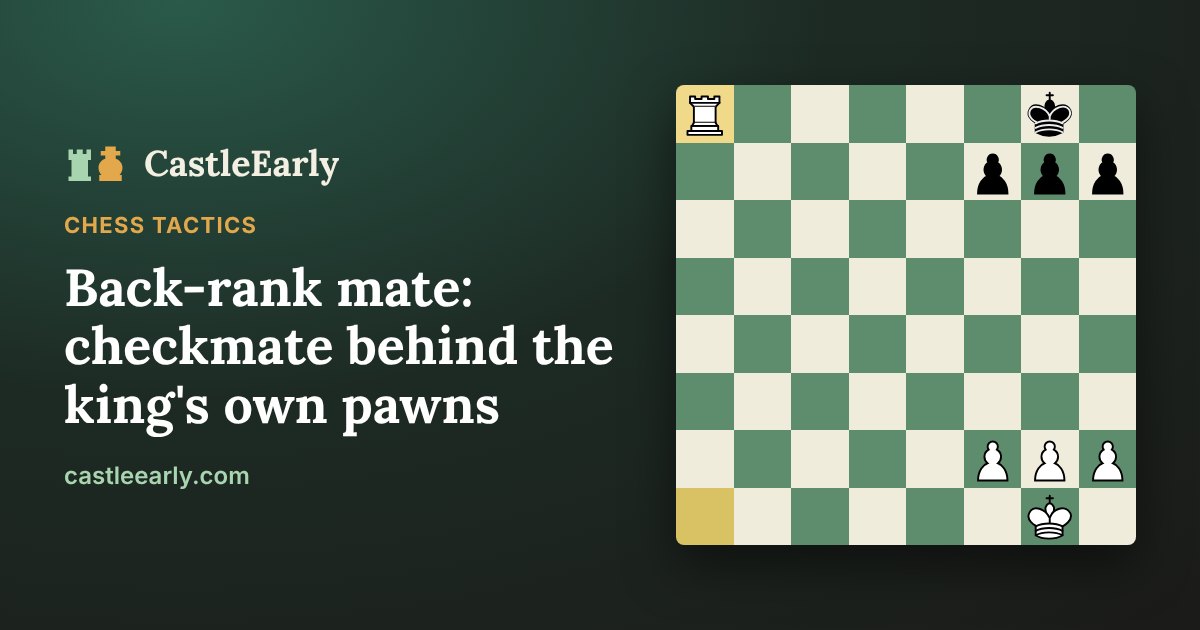 CastleEarly
CHESS TACTICS
Back-rank mate:
checkmate behind the
king's own pawns
castleearly.com